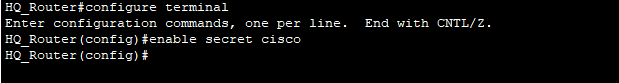 HQ_Router#configure terminal
Enter configuration commands, one per line.  End with CNTL/Z.
HQ_Router(config)#enable secret cisco
HQ_Router(config)#